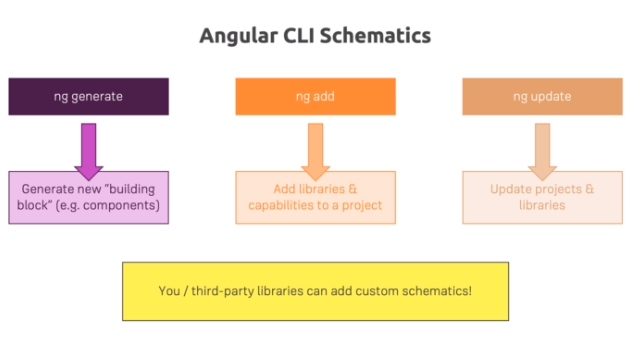 Angular CLI Schematics
ng generate
ng add
ng update
Generate new "building
block" (e.g. components)
Add libraries &
capabilities to a project
Update projects &
libraries
You / third-party libraries can add custom schematics!